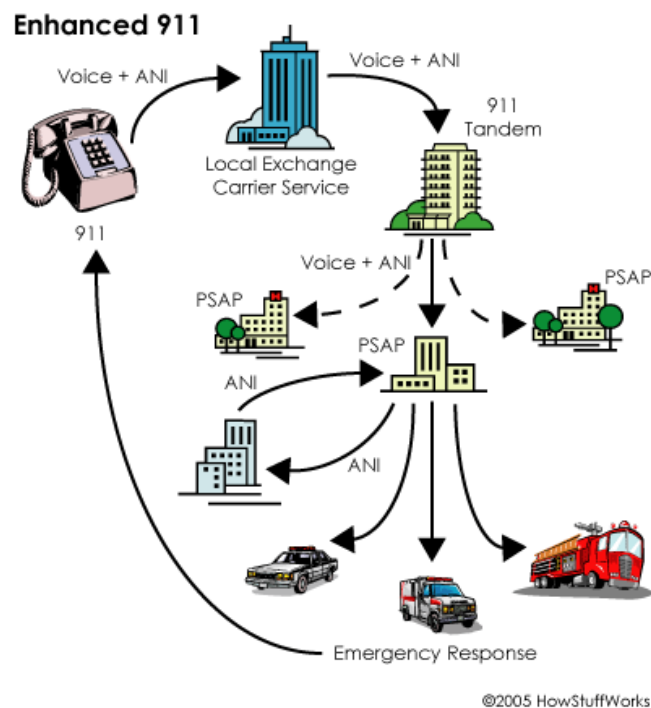 Enhanced 911
Voice + ANI
Voice + ANI
911
Tandem
Local Exchange
Carrier Service
911
Voice + ANI
PSAP
PSAP
PSAP
ANI
ANI
Emergency Response
©2005 HowStuffWorks